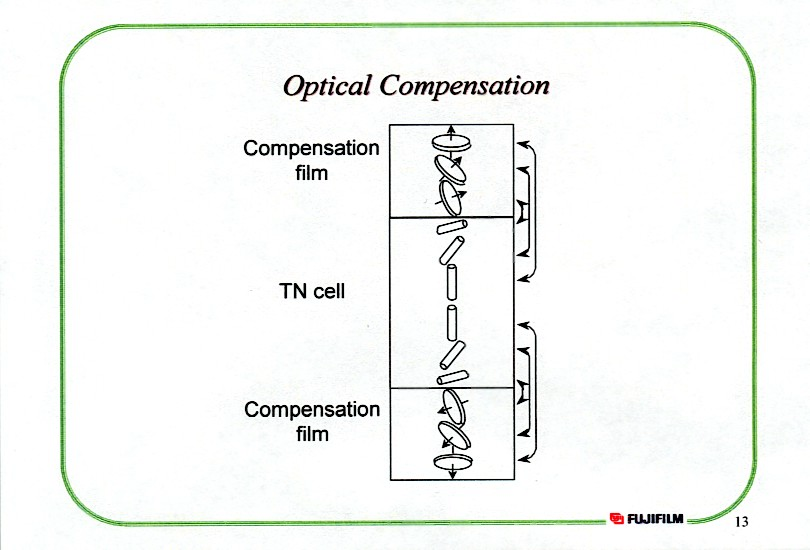 Optical Compensation
Compensation
film
TN cell
Compensation
film
FUJIFILM
13